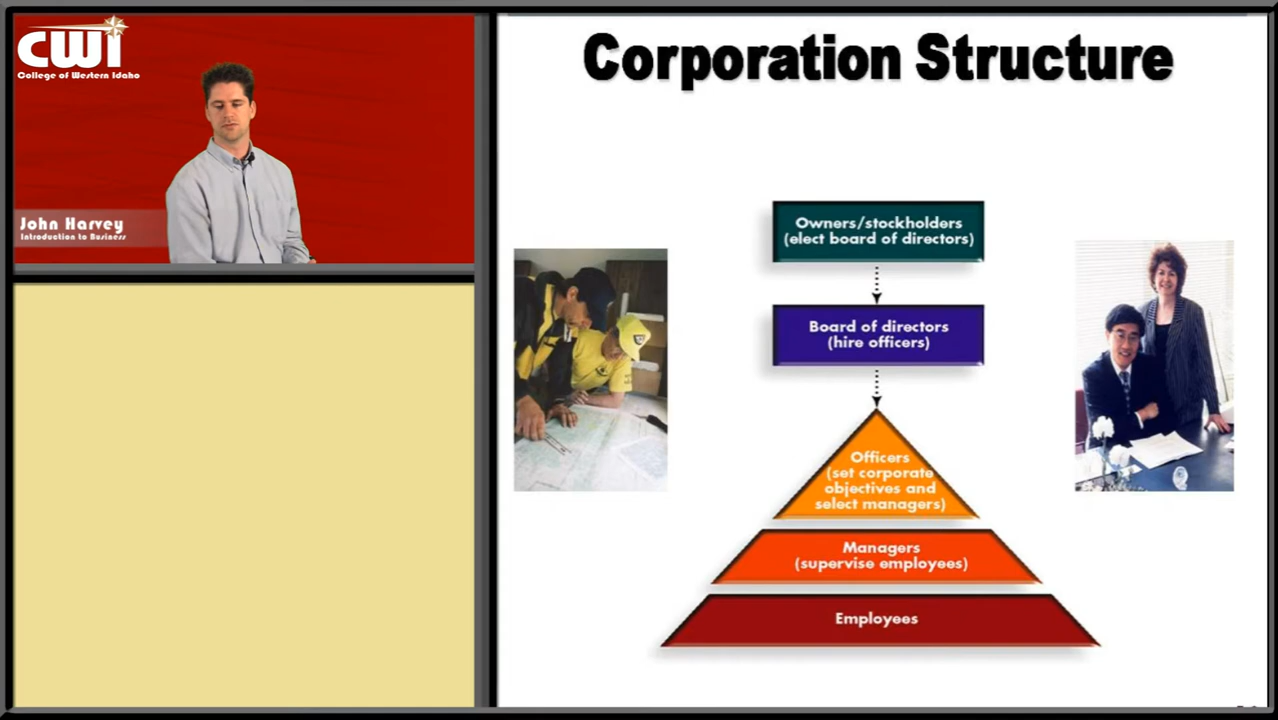 CWI
College of Western Idaho
John Harvey
Introduction to Business
Corporation Structure
Owners/stockholders
(elect board of directors)
Board of directors
(hire officers)
Officers
(set corporate
objectives and
select managers)
Managers
(supervise employees)
Employees